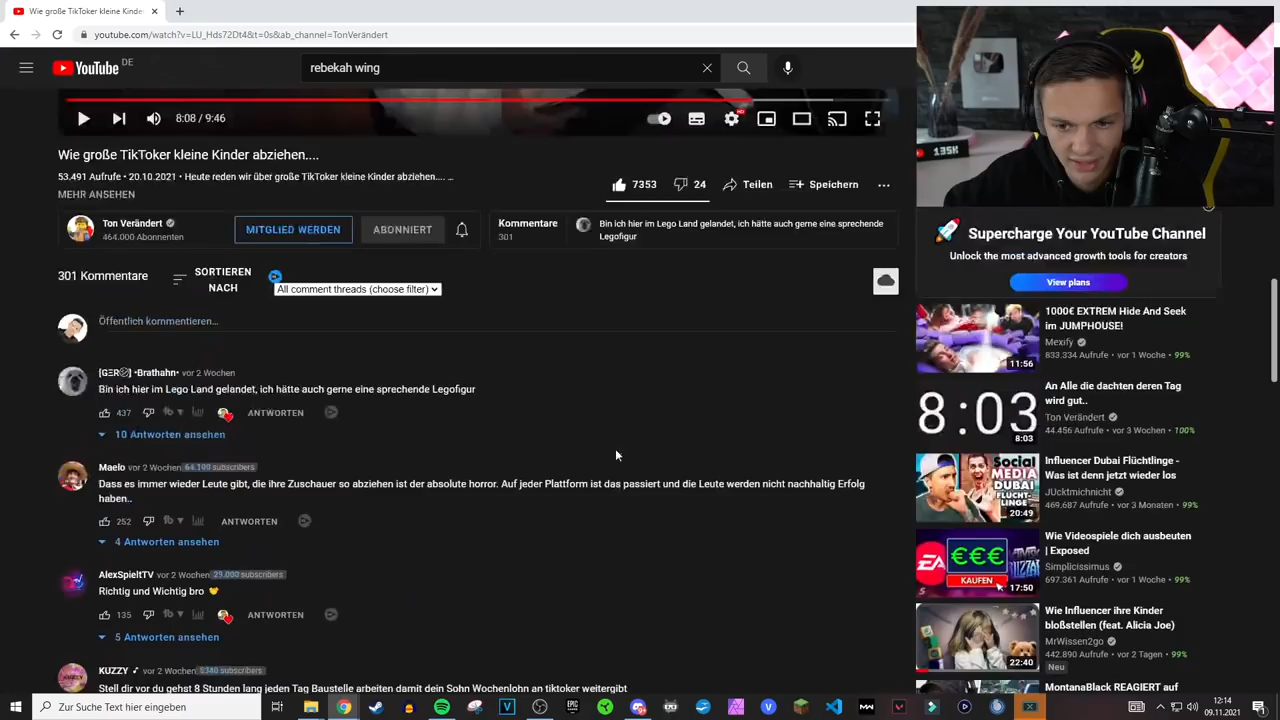 Wie große TikToker kleine Kinder
youtube.com/watch?v=LU_Hds72Dt4&t=0s&ab_channel=TonVerändert
YouTube DE
rebekah wing
135K
8:08 / 9:46
HD
Wie große TikToker kleine Kinder abziehen....
53.491 Aufrufe • 20.10.2021 • Heute reden wir über große TikToker kleine Kinder abziehen.... ...
MEHR ANSEHEN
7353
24
Teilen
Speichern
Ton Verändert
464.000 Abonnenten
MITGLIED WERDEN
ABONNIERT
Kommentare
301
Bin ich hier im Lego Land gelandet, ich hätte auch gerne eine sprechende
Legofigur
301 Kommentare
SORTIEREN
NACH
All comment threads (choose filter)
Öffentlich kommentieren...
•Brathahn• vor 2 Wochen
Bin ich hier im Lego Land gelandet, ich hätte auch gerne eine sprechende Legofigur
437
ANTWORTEN
10 Antworten ansehen
Maelo vor 2 Wochen 64.100 subscribers
Dass es immer wieder Leute gibt, die ihre Zuschauer so abziehen ist der absolute horror. Auf jeder Plattform ist das passiert und die Leute werden nicht nachhaltig Erfolg
haben..
252
ANTWORTEN
4 Antworten ansehen
AlexSpieltTV vor 2 Wochen 29.000 subscribers
Richtig und Wichtig bro
135
ANTWORTEN
5 Antworten ansehen
KUZZY vor 2 Wochen subscribers
Stell dir vor du gehst 8 Stunden lang jeden Tag Baustelle arbeiten damit dein Sohn Wochenlohn an tiktoker weitergibt
Supercharge Your YouTube Channel
Unlock the most advanced growth tools for creators
View plans
11:56
1000€ EXTREM Hide And Seek
im JUMPHOUSE!
Mexify
833.334 Aufrufe • vor 1 Woche • 99%
8:03
8:03
An Alle die dachten deren Tag
wird gut..
Ton Verändert
44.456 Aufrufe • vor 3 Wochen • 100%
SOCIAL
MEDIA
DUBAI
FLÜCHT-
LINGE
20:49
Influencer Dubai Flüchtlinge -
Was ist denn jetzt wieder los
JUcktmichnicht
469.687 Aufrufe • vor 3 Monaten • 99%
EA
€€€
KAUFEN
17:50
Wie Videospiele dich ausbeuten
| Exposed
Simplicissimus
697.361 Aufrufe • vor 1 Woche • 99%
22:40
Wie Influencer ihre Kinder
bloßstellen (feat. Alicia Joe)
MrWissen2go
442.890 Aufrufe • vor 2 Tagen • 99%
Neu
MontanaBlack REAGIERT auf
Zur Suche Text hier eingeben
EPIC
GAMES
12:14
09.11.2021